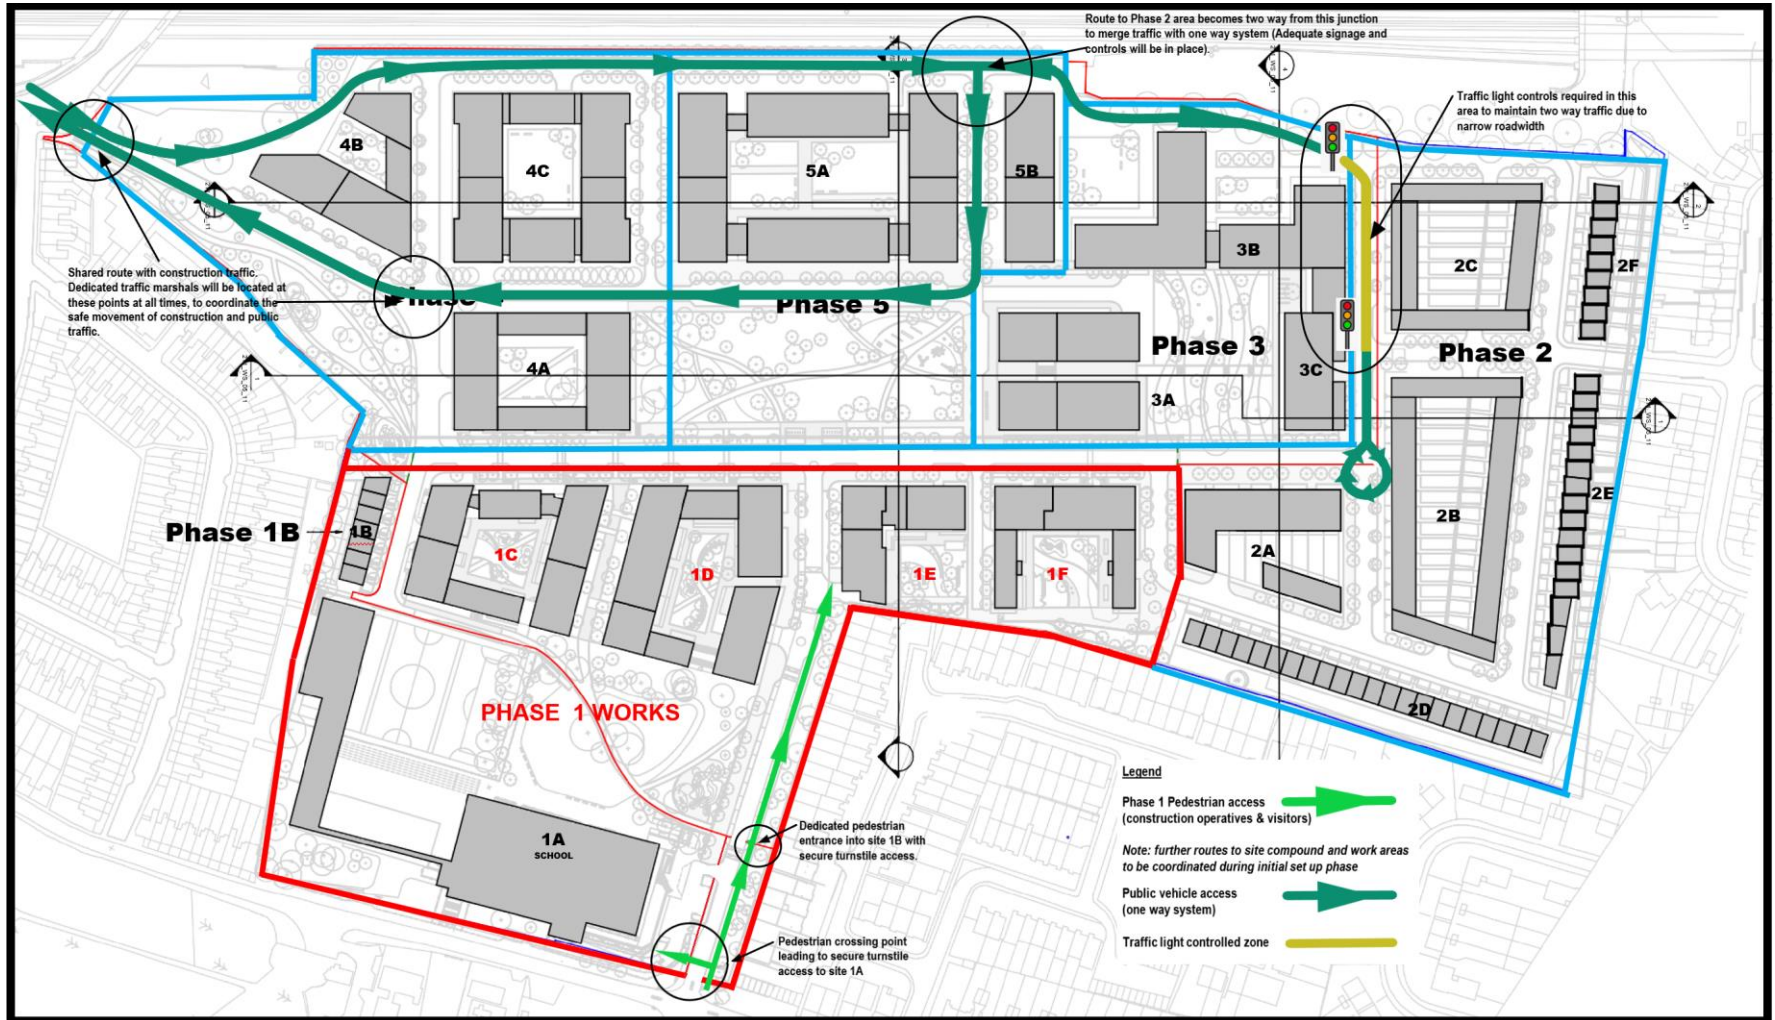 Route to Phase 2 area becomes two way from this junction
to merge traffic with one way system (Adequate signage and
controls will be in place).
Traffic light controls required in this
area to maintain two way traffic due to
narrow roadwidth
4B
4C
5A
5B
3B
2C
2F
Shared route with construction traffic.
Dedicated traffic marshals will be located at
these points at all times, to coordinate the
safe movement of construction and public
traffic.
Phase 5
Phase 3
Phase 2
4A
3C
3A
Phase 1B
1B
1C
1D
1E
1F
2A
2B
2E
2D
PHASE 1 WORKS
1A
SCHOOL
Dedicated pedestrian
entrance into site 1B with
secure turnstile access.
Pedestrian crossing point
leading to secure turnstile
access to site 1A
Legend
Phase 1 Pedestrian access
(construction operatives & visitors)
Note: further routes to site compound and work areas
to be coordinated during initial set up phase
Public vehicle access
(one way system)
Traffic light controlled zone